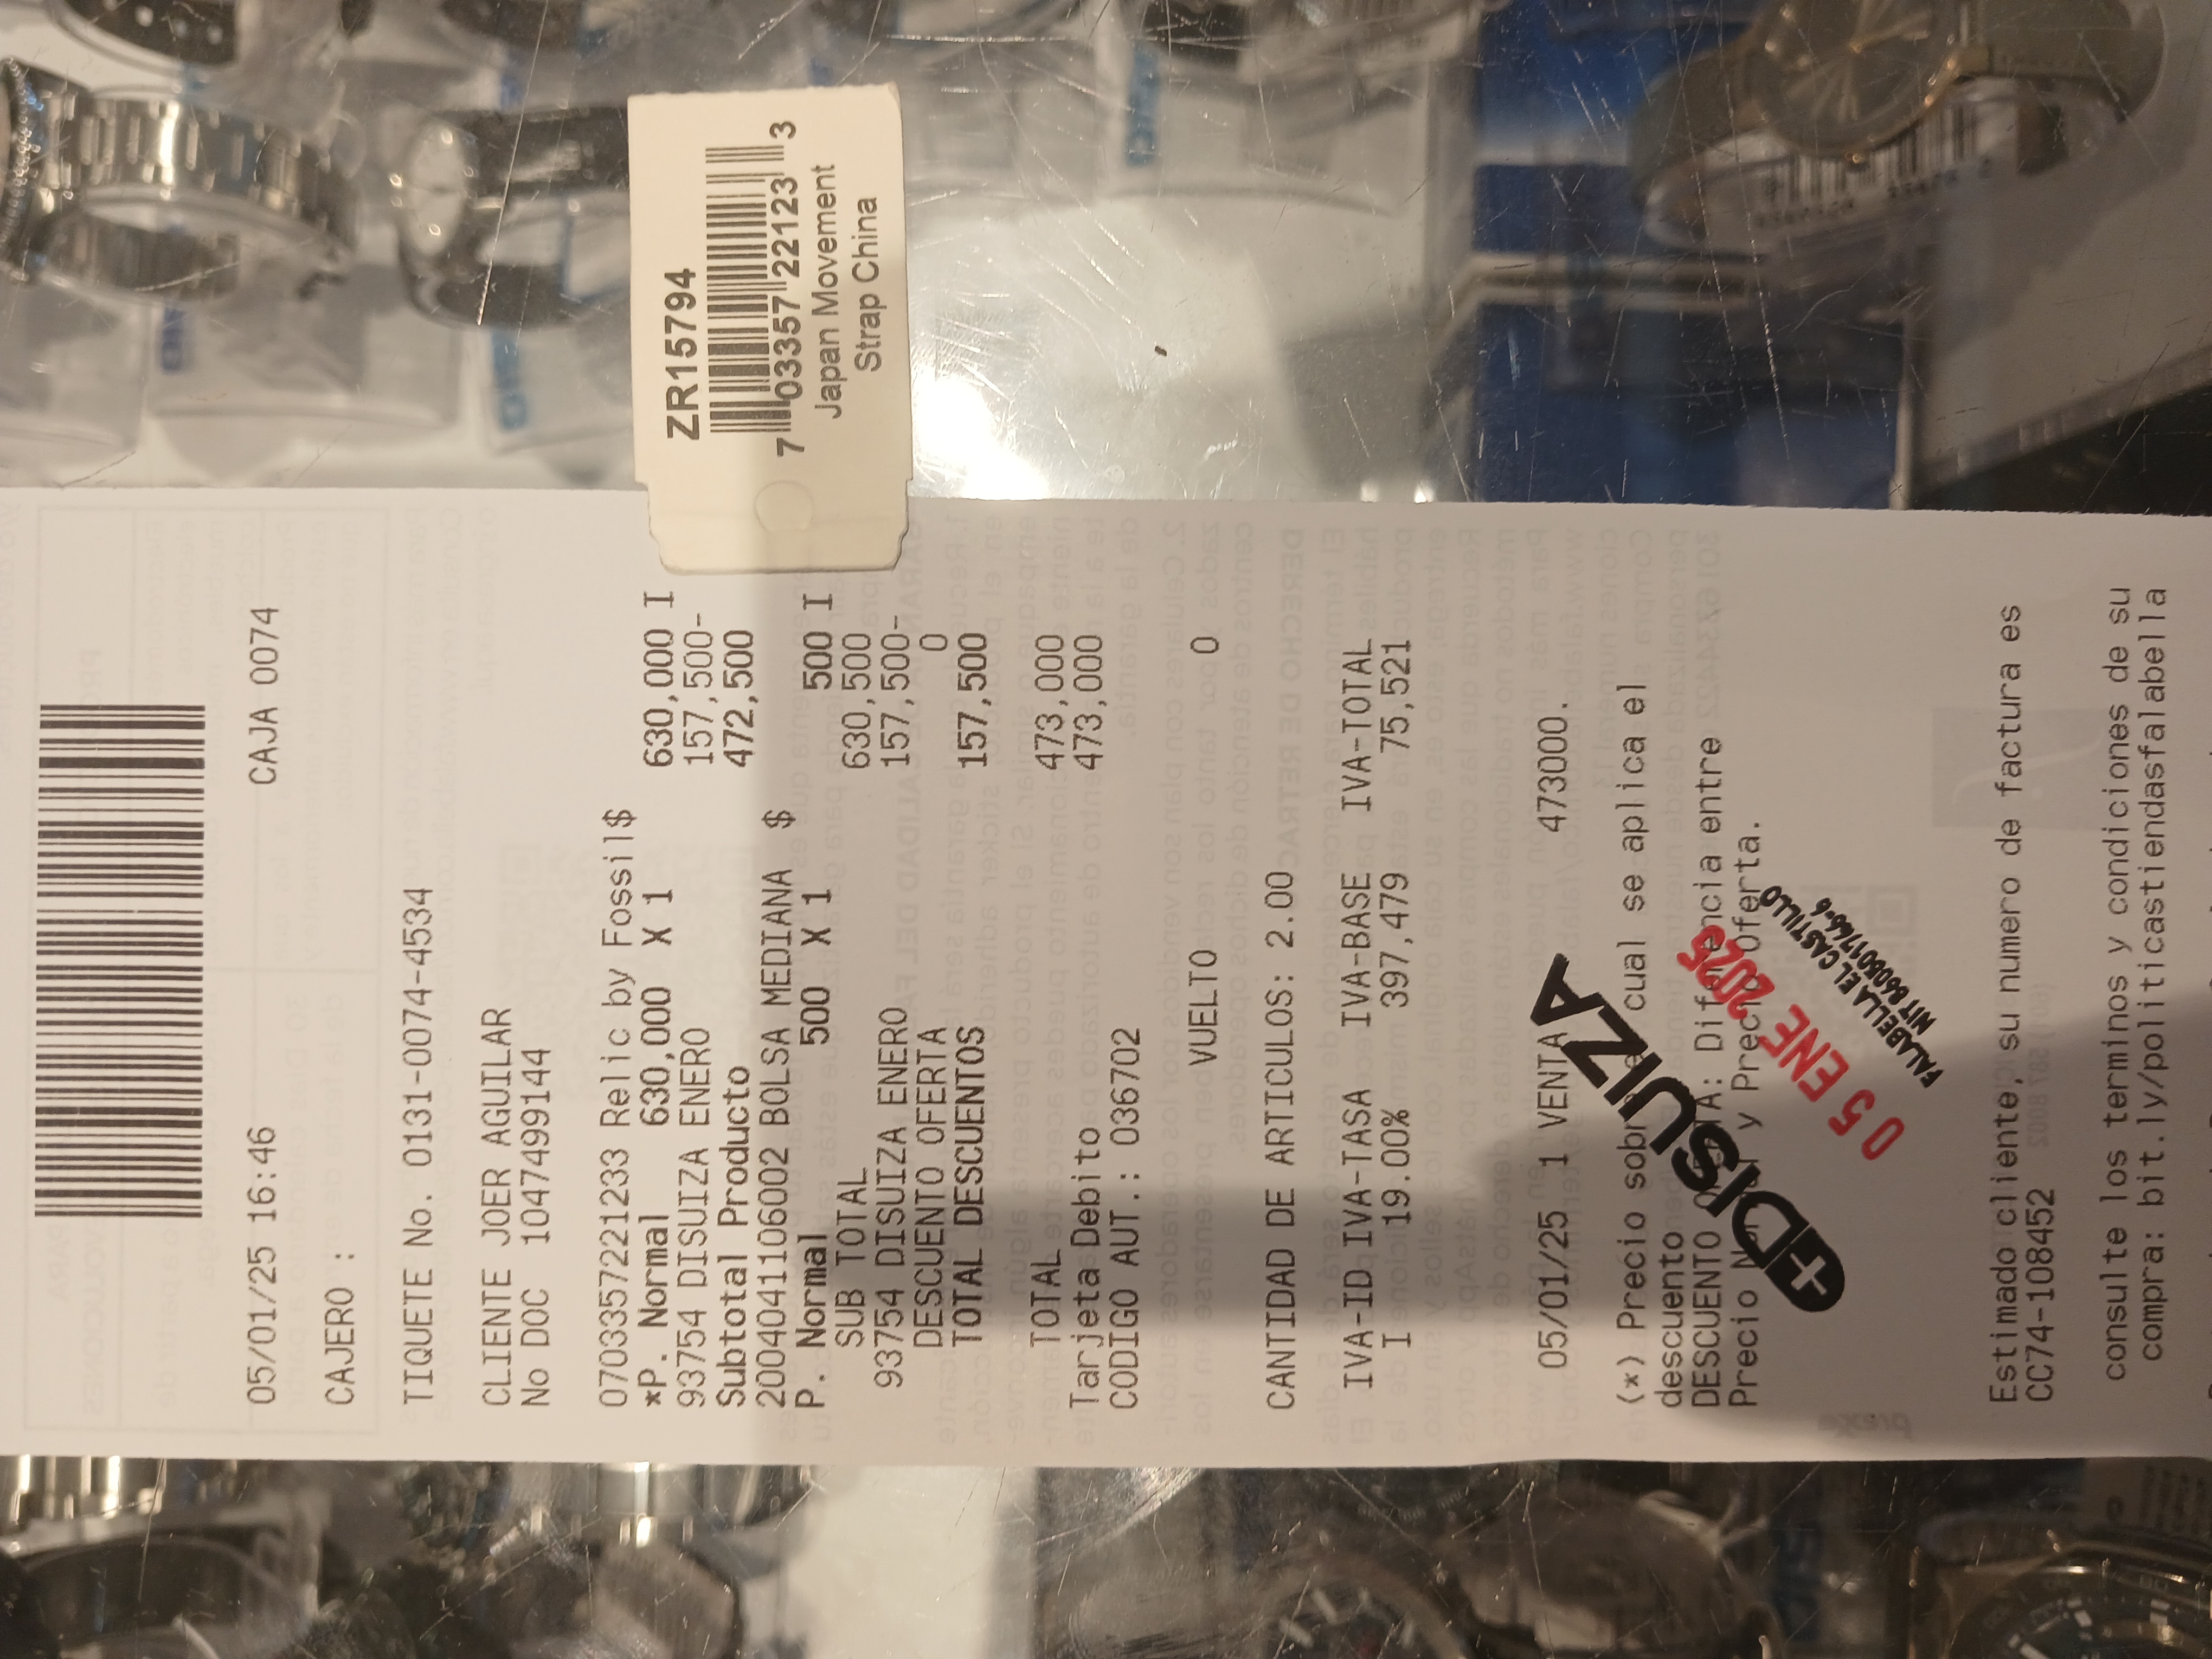 05/01/25 16:46 CAJA 0074
CAJERO :
TIQUETE No. 0131-0074-4534
CLIENTE JOER AGUILAR
No DOC 1047499144
0703357221233 Relic by Fossil$
*P. Normal 630,000 X 1 630,000 I
93754 DISUIZA ENERO 157,500-
Subtotal Producto 472,500
2004041106002 BOLSA MEDIANA $
P. Normal 500 X 1 500 I
SUB TOTAL 630,500
93754 DISUIZA ENERO 157,500-
DESCUENTO OFERTA 0
TOTAL DESCUENTOS 157,500
TOTAL 473,000
Tarjeta Debito 473,000
CODIGO AUT.: 036702
VUELTO 0
CANTIDAD DE ARTICULOS: 2.00
IVA-ID IVA-TASA IVA-BASE IVA-TOTAL
I 19.00% 397,479 75,521
05/01/25 1 VENTA 473000.
(*) Precio sobre cual se aplica el
descuento
DESCUENTO : Diferencia entre
Precio y Precio Oferta.
DISUIZA
05 ENE 2025
FALABELLA EL CASTILLO
NIT 860501766-6
Estimado cliente, su numero de factura es
CC74-108452
consulte los terminos y condiciones de su
compra: bit.ly/politicastiendasfalabella
ZR15794
7 03357 22123 3
Japan Movement
Strap China